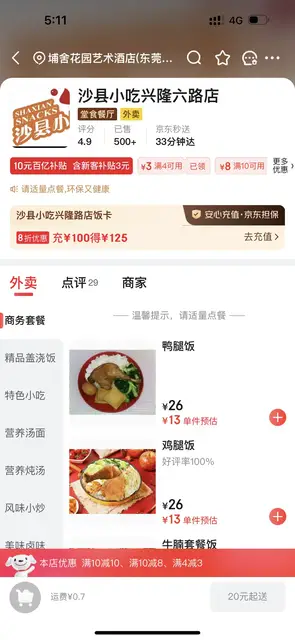 5:11
4G
埔舍花园艺术酒店(东莞...
SHAXIAN
SNACKS
沙县小
沙县小吃兴隆六路店
堂食餐厅 外卖
评分 已售 京东秒送
4.9 500+ 33分钟达
10元百亿补贴 含新客补贴3元 ¥3 满4可用 已领 ¥8 满10可用 更多
请适量点餐,环保又健康
沙县小吃兴隆路店饭卡 安心充值·京东担保
8折优惠 充¥100得¥125 去充值 >
外卖 点评 29 商家
商务套餐 温馨提示,请适量点餐
精品盖浇饭
特色小吃
营养汤面
营养炖汤
风味小炒
美味卤味
鸭腿饭
¥26
¥13 单件预估
鸡腿饭
好评率100%
¥26
¥13 单件预估
牛腩套餐饭
本店优惠 满10减10、满10减8、满4减3
运费¥0.7 20元起送